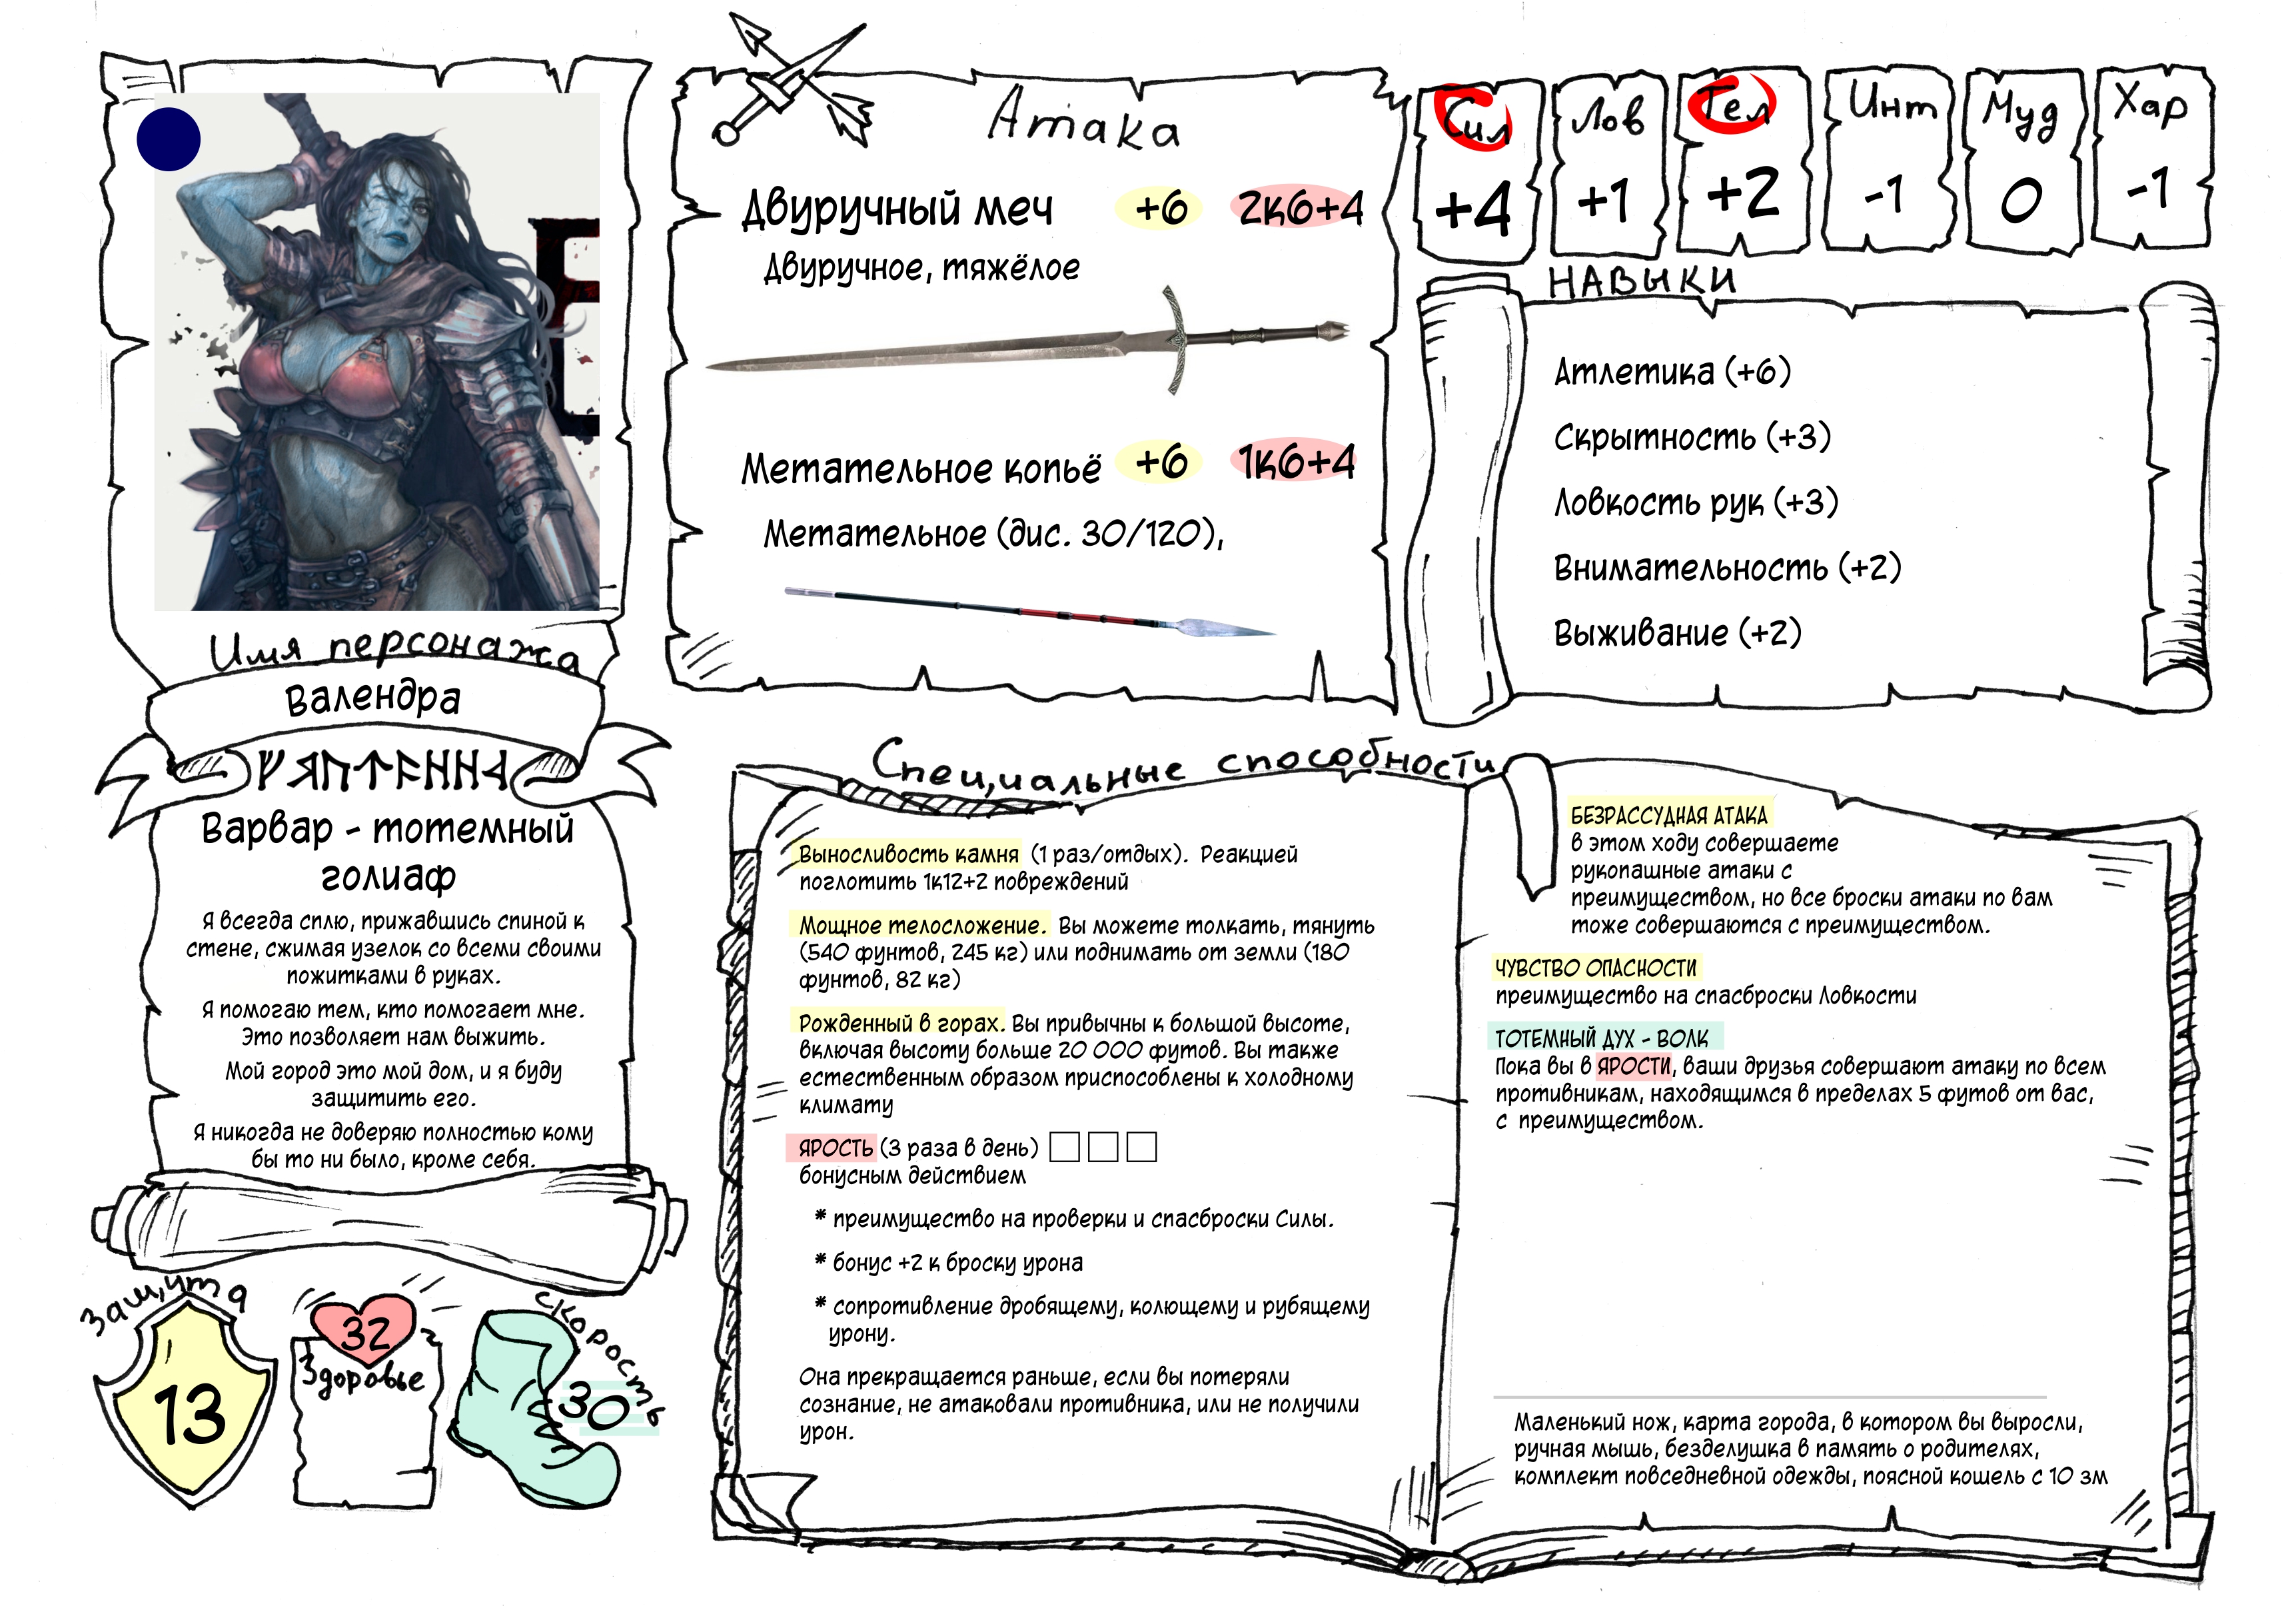 Имя персонажа
Валендра
Варвар - тотемный
голиаф
Я всегда сплю, прижавшись спиной к
стене, сжимая узелок со всеми своими
пожитками в руках.
Я помогаю тем, кто помогает мне.
Это позволяет нам выжить.
Мой город это мой дом, и я буду
защитить его.
Я никогда не доверяю полностью кому
бы то ни было, кроме себя.
Защита
13
32
Здоровье
скорость
30
Атака
Двуручный меч +6 2к6+4
Двуручное, тяжёлое
Метательное копьё +6 1к6+4
Метательное (дис. 30/120),
Сил Лов Тел Инт Муд Хар
+4 +1 +2 -1 0 -1
НАВЫКИ
Атлетика (+6)
Скрытность (+3)
Ловкость рук (+3)
Внимательность (+2)
Выживание (+2)
Специальные способности
Выносливость камня (1 раз/отдых). Реакцией
поглотить 1к12+2 повреждений
Мощное телосложение. Вы можете толкать, тянуть
(540 фунтов, 245 кг) или поднимать от земли (180
фунтов, 82 кг)
Рожденный в горах. Вы привычны к большой высоте,
включая высоту больше 20 000 футов. Вы также
естественным образом приспособлены к холодному
климату
ЯРОСТЬ (3 раза в день)
бонусным действием
* преимущество на проверки и спасброски Силы.
* бонус +2 к броску урона
* сопротивление дробящему, колющему и рубящему
урону.
Она прекращается раньше, если вы потеряли
сознание, не атаковали противника, или не получили
урон.
БЕЗРАССУДНАЯ АТАКА
в этом ходу совершаете
рукопашные атаки с
преимуществом, но все броски атаки по вам
тоже совершаются с преимуществом.
ЧУВСТВО ОПАСНОСТИ
преимущество на спасброски Ловкости
ТОТЕМНЫЙ ДУХ - ВОЛК
Пока вы в ЯРОСТИ, ваши друзья совершают атаку по всем
противникам, находящимся в пределах 5 футов от вас,
с преимуществом.
Маленький нож, карта города, в котором вы выросли,
ручная мышь, безделушка в память о родителях,
комплект повседневной одежды, поясной кошель с 10 зм